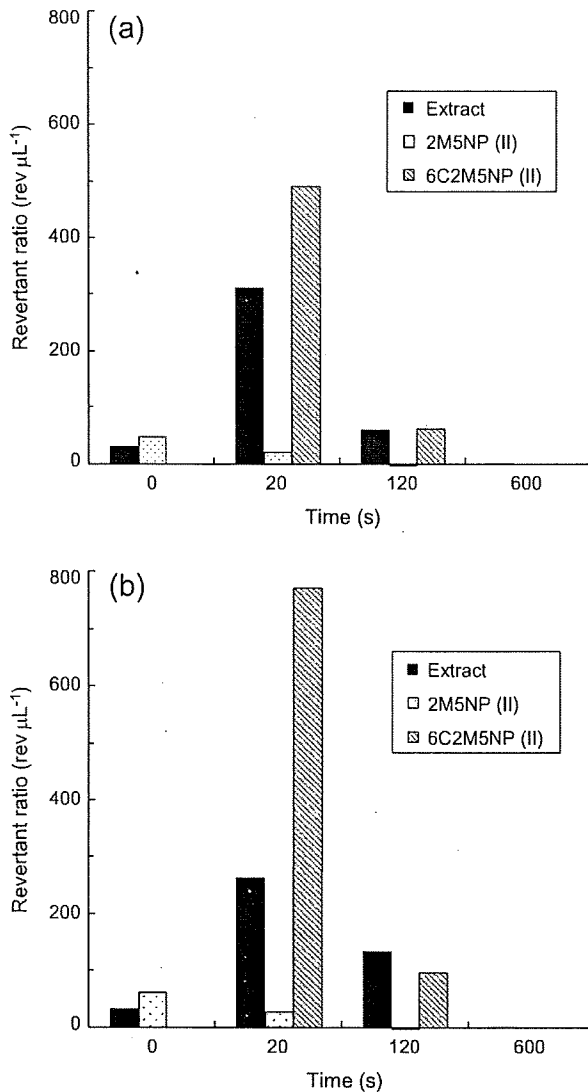 (a)
800
600
400
200
0
Revertant ratio (rev µL-1)
Extract
2M5NP (II)
6C2M5NP (II)
0 20 120 600
Time (s)
(b)
800
600
400
200
0
Revertant ratio (rev µL-1)
Extract
2M5NP (II)
6C2M5NP (II)
0 20 120 600
Time (s)